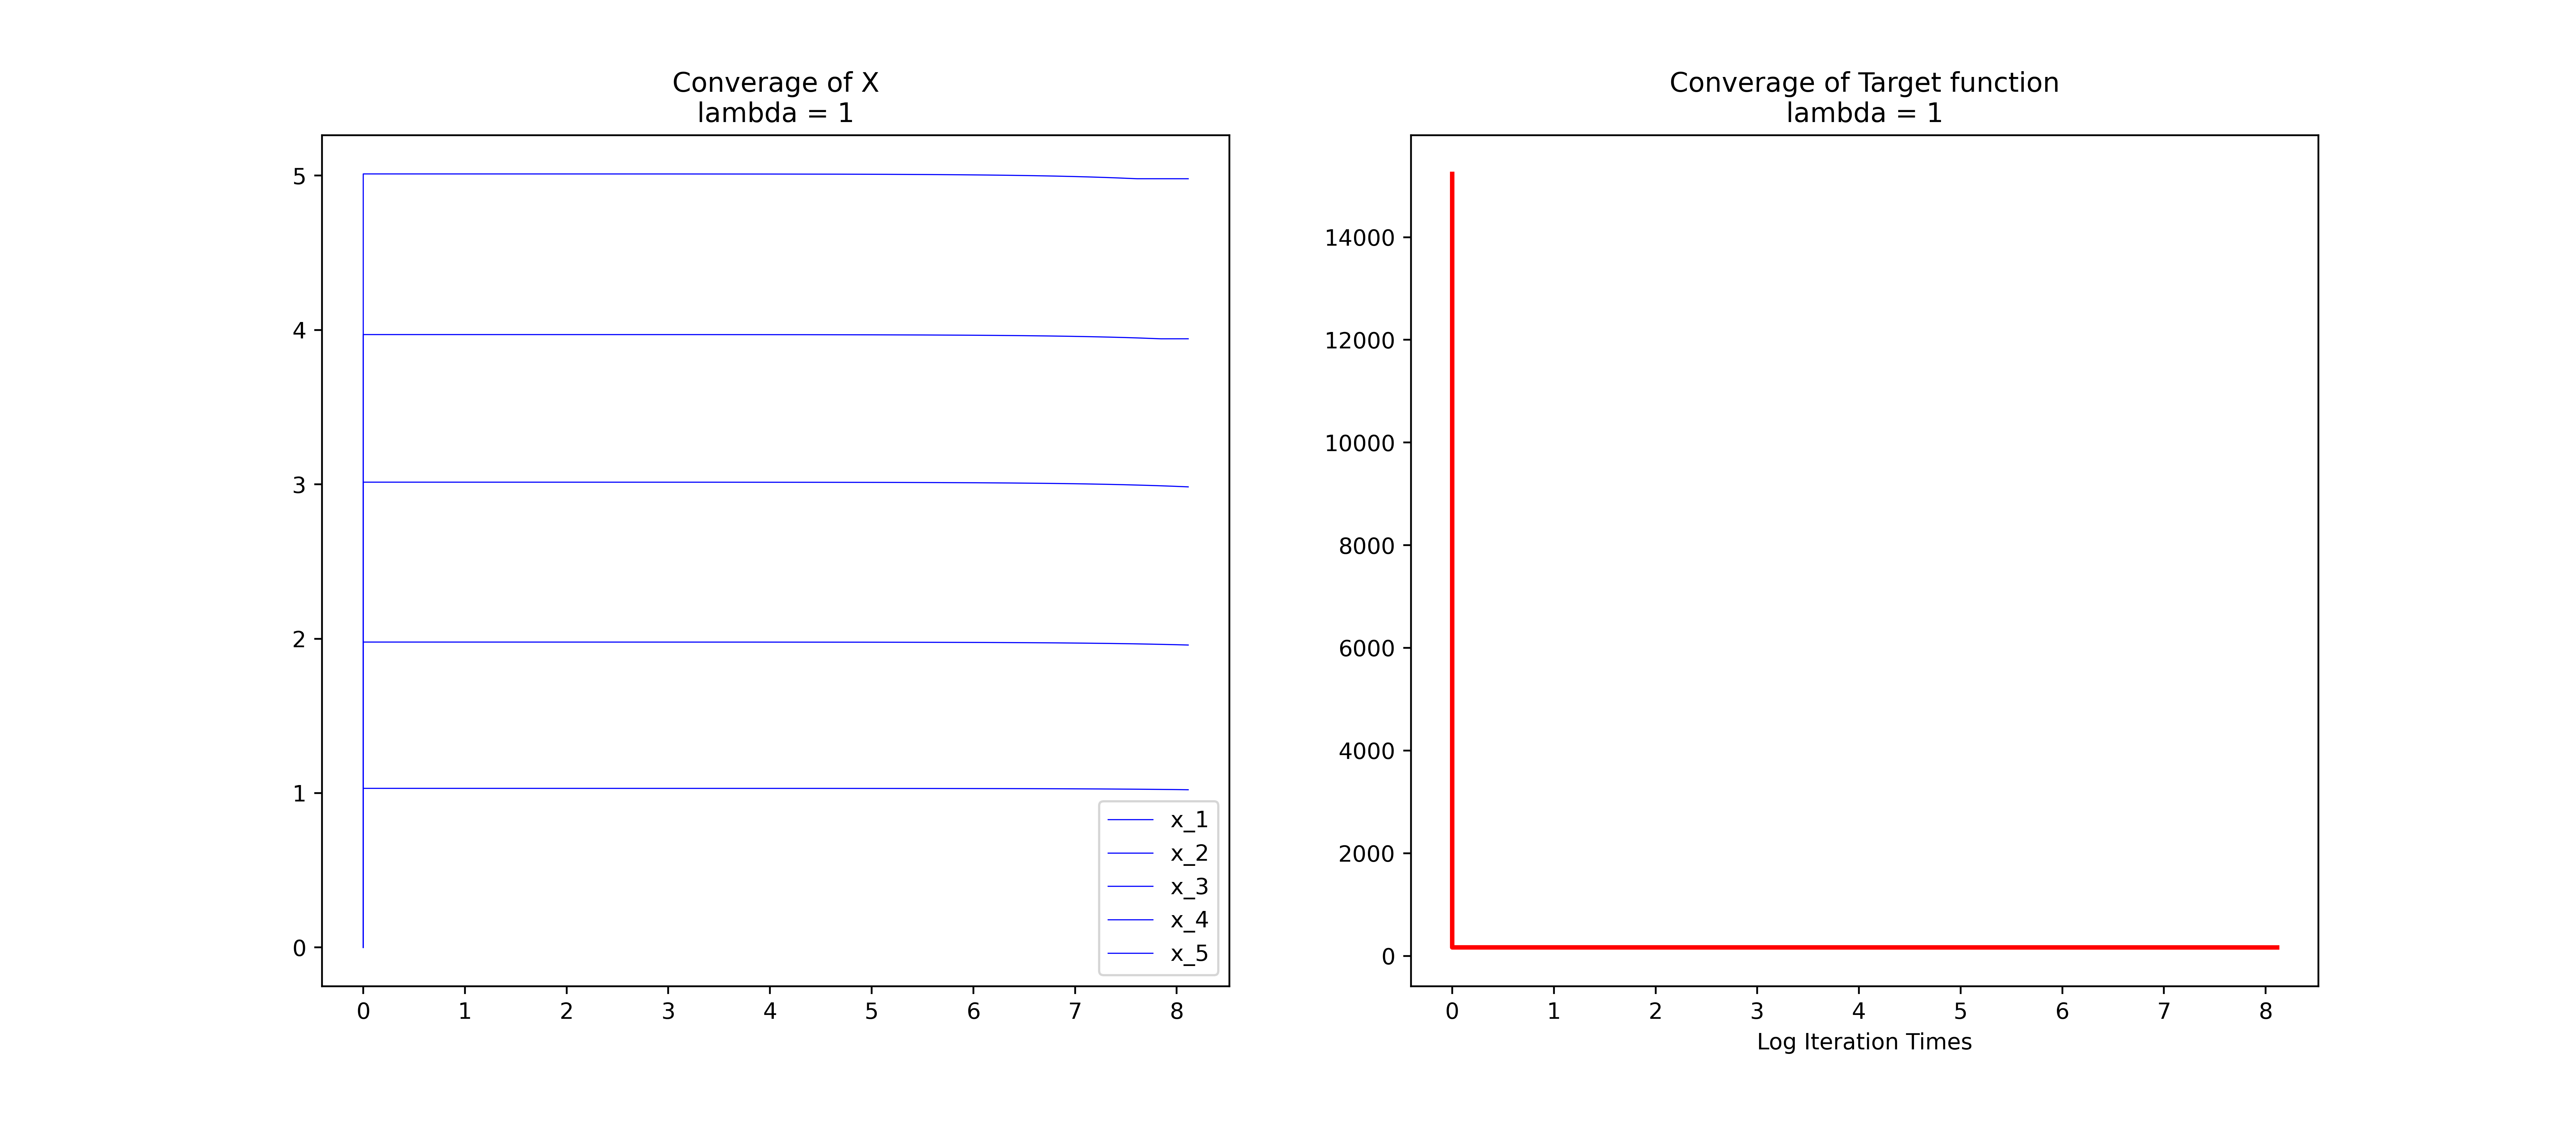 Converage of X
lambda = 1
5
4
3
2
1
0
x_1
x_2
x_3
x_4
x_5
0 1 2 3 4 5 6 7 8
Converage of Target function
lambda = 1
14000
12000
10000
8000
6000
4000
2000
0
0 1 2 3 4 5 6 7 8
Log Iteration Times